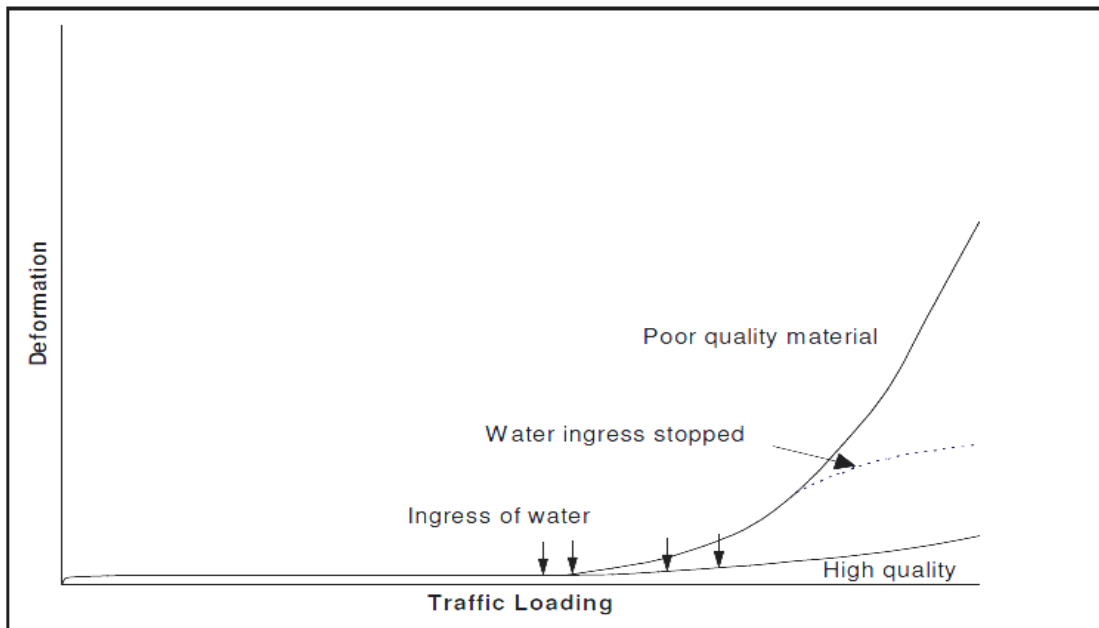 Deformation
Poor quality material
Water ingress stopped
Ingress of water
High quality
Traffic Loading